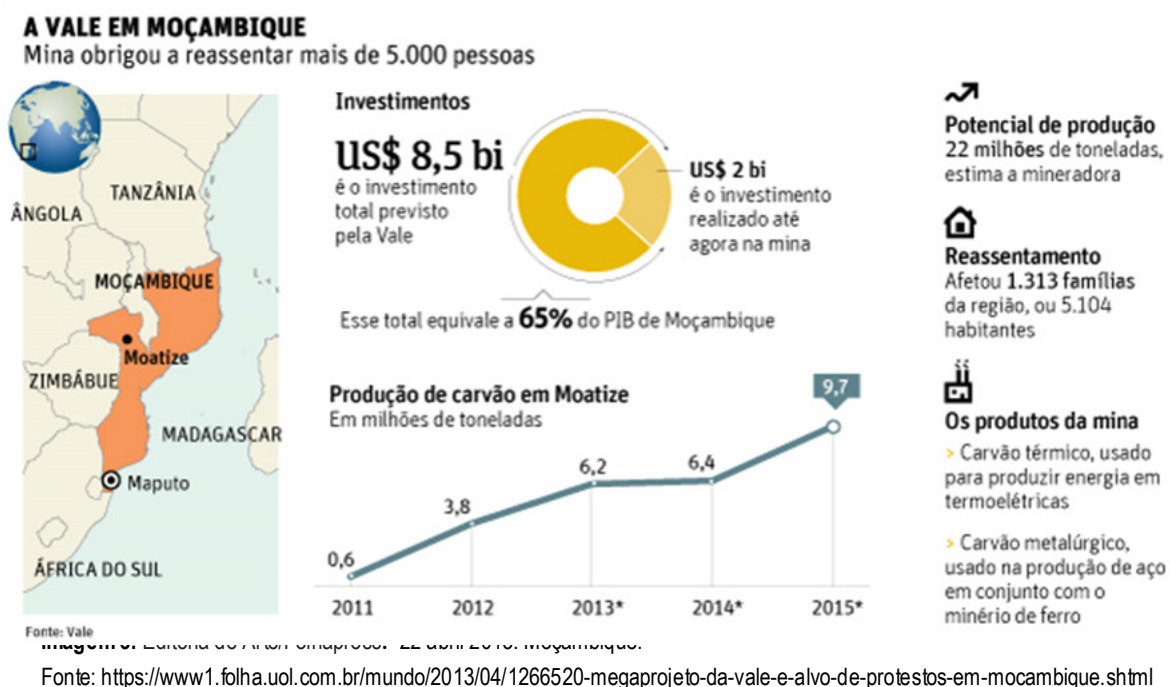 A VALE EM MOÇAMBIQUE
Mina obrigou a reassentar mais de 5.000 pessoas
TANZÂNIA
ÂNGOLA
MOÇAMBIQUE
Moatize
ZIMBÁBUE
MADAGASCAR
Maputo
ÁFRICA DO SUL
Fonte: Vale
Investimentos
US$ 8,5 bi
é o investimento
total previsto
pela Vale
US$ 2 bi
é o investimento
realizado até
agora na mina
Esse total equivale a 65% do PIB de Moçambique
Produção de carvão em Moatize
Em milhões de toneladas
0,6
3,8
6,2
6,4
9,7
2011
2012
2013*
2014*
2015*
Potencial de produção
22 milhões de toneladas,
estima a mineradora
Reassentamento
Afetou 1.313 famílias
da região, ou 5.104
habitantes
Os produtos da mina
> Carvão térmico, usado
para produzir energia em
termoelétricas
> Carvão metalúrgico,
usado na produção de aço
em conjunto com o
minério de ferro
Fonte: https://www1.folha.uol.com.br/mundo/2013/04/1266520-megaprojeto-da-vale-e-alvo-de-protestos-em-mocambique.shtml